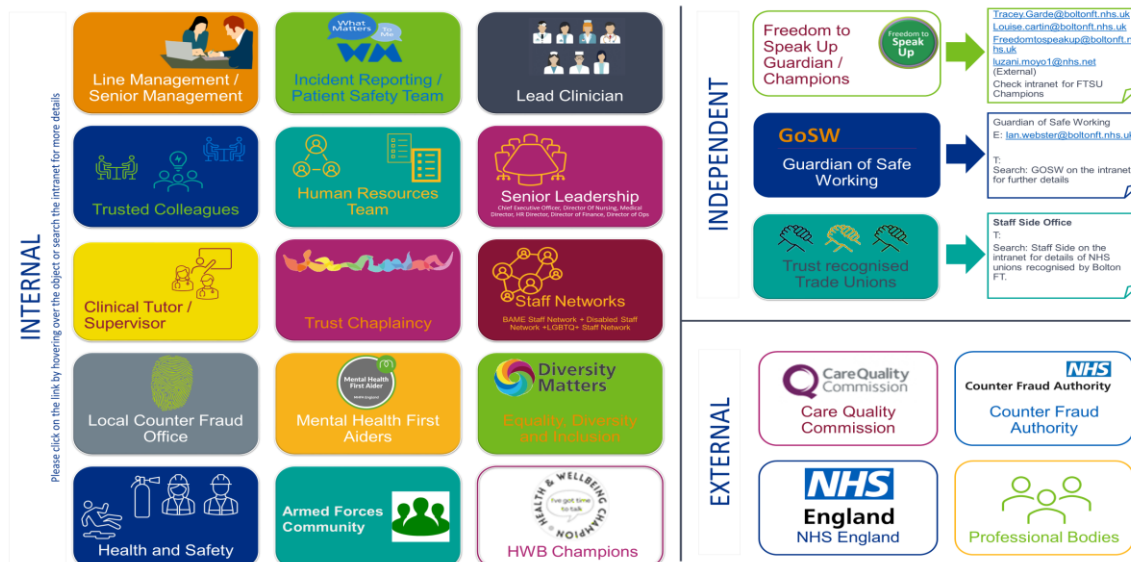 INTERNAL
Please click on the link by hovering over the object or search the intranet for more details
Line Management /
Senior Management
What
Matters
To
Me
WM
Incident Reporting /
Patient Safety Team
Lead Clinician
Trusted Colleagues
Human Resources
Team
Senior Leadership
Chief Executive Officer, Director Of Nursing, Medical
Director, HR Director, Director of Finance, Director of Ops
Clinical Tutor /
Supervisor
Trust Chaplaincy
Staff Networks
BAME Staff Network + Disabled Staff
Network +LGBTQ+ Staff Network
Local Counter Fraud
Office
Mental Health
First Aider
Mental Health First
Aiders
Diversity
Matters
Equality, Diversity
and Inclusion
Health and Safety
Armed Forces
Community
HEALTH & WELLBEING CHAMPION
I've got time
to talk
HWB Champions
INDEPENDENT
Freedom to
Speak Up
Guardian /
Champions
Freedom to
Speak
Up
Tracey.Garde@boltonft.nhs.uk
Louise.cartin@boltonft.nhs.uk
Freedomtospeakup@boltonft.n
hs.uk
luzani.moyo1@nhs.net
(External)
Check intranet for FTSU
Champions
GoSW
Guardian of Safe
Working
Guardian of Safe Working
E: Ian.webster@boltonft.nhs.uk
T:
Search: GOSW on the intranet
for further details
Trust recognised
Trade Unions
Staff Side Office
T:
Search: Staff Side on the
intranet for details of NHS
unions recognised by Bolton
FT.
EXTERNAL
CareQuality
Commission
Care Quality
Commission
NHS
Counter Fraud Authority
Counter Fraud
Authority
NHS
England
NHS England
Professional Bodies